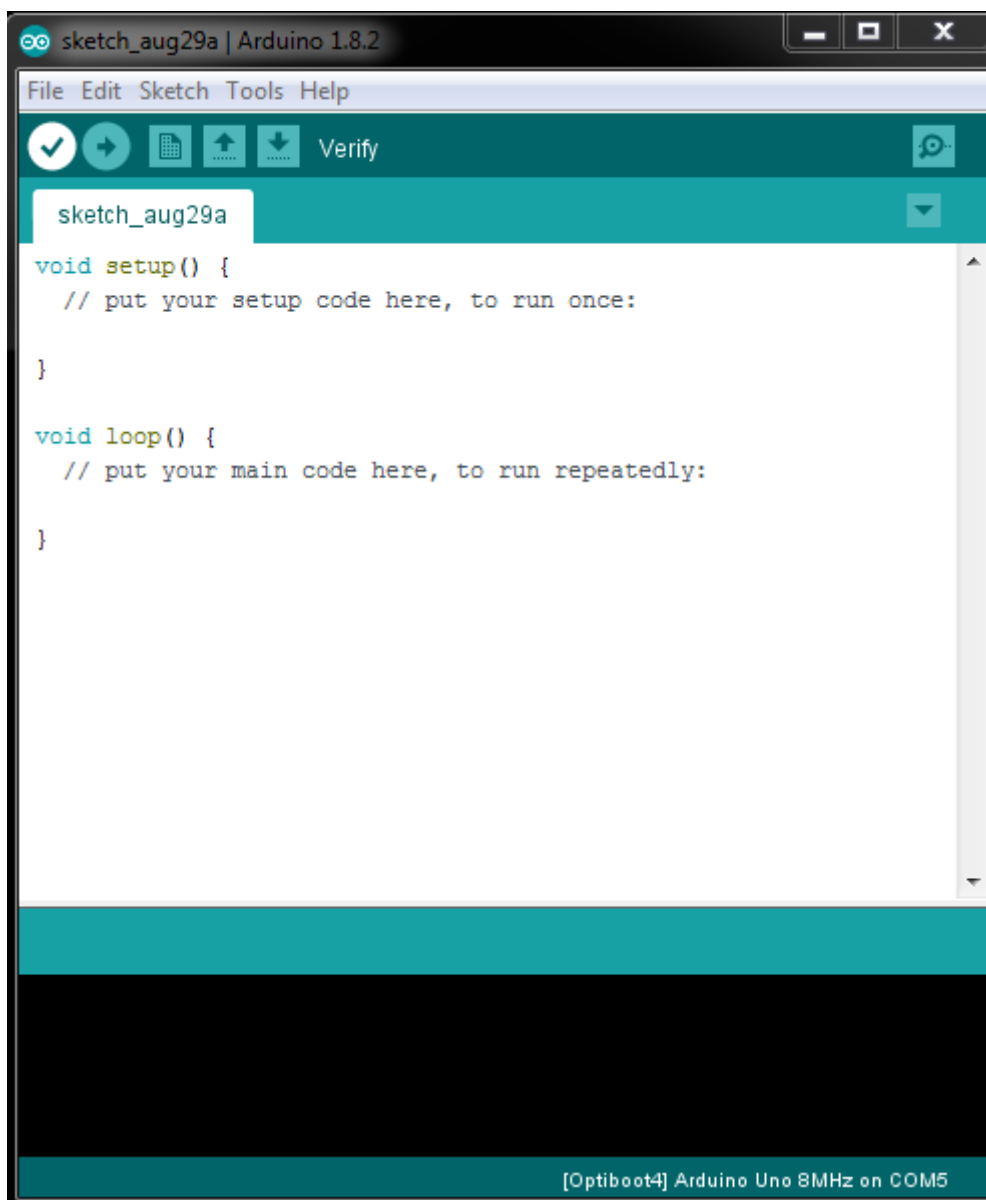 sketch_aug29a | Arduino 1.8.2
File Edit Sketch Tools Help
Verify
sketch_aug29a
void setup() {
  // put your setup code here, to run once:
}
void loop() {
  // put your main code here, to run repeatedly:
}
[Optiboot4] Arduino Uno 8MHz on COM5